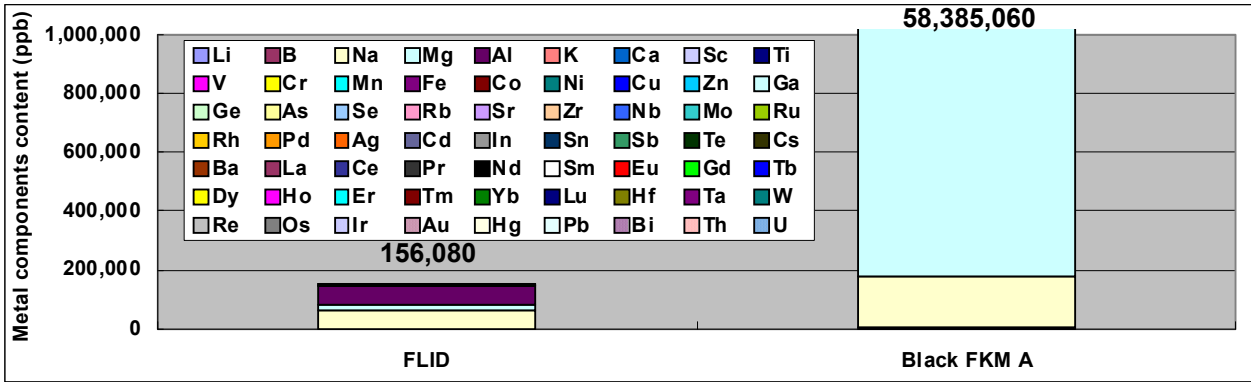 Metal components content (ppb)
58,385,060
1,000,000
800,000
600,000
400,000
200,000
0
Li B Na Mg Al K Ca Sc Ti
V Cr Mn Fe Co Ni Cu Zn Ga
Ge As Se Rb Sr Zr Nb Mo Ru
Rh Pd Ag Cd In Sn Sb Te Cs
Ba La Ce Pr Nd Sm Eu Gd Tb
Dy Ho Er Tm Yb Lu Hf Ta W
Re Os Ir Au Hg Pb Bi Th U
156,080
FLID
Black FKM A